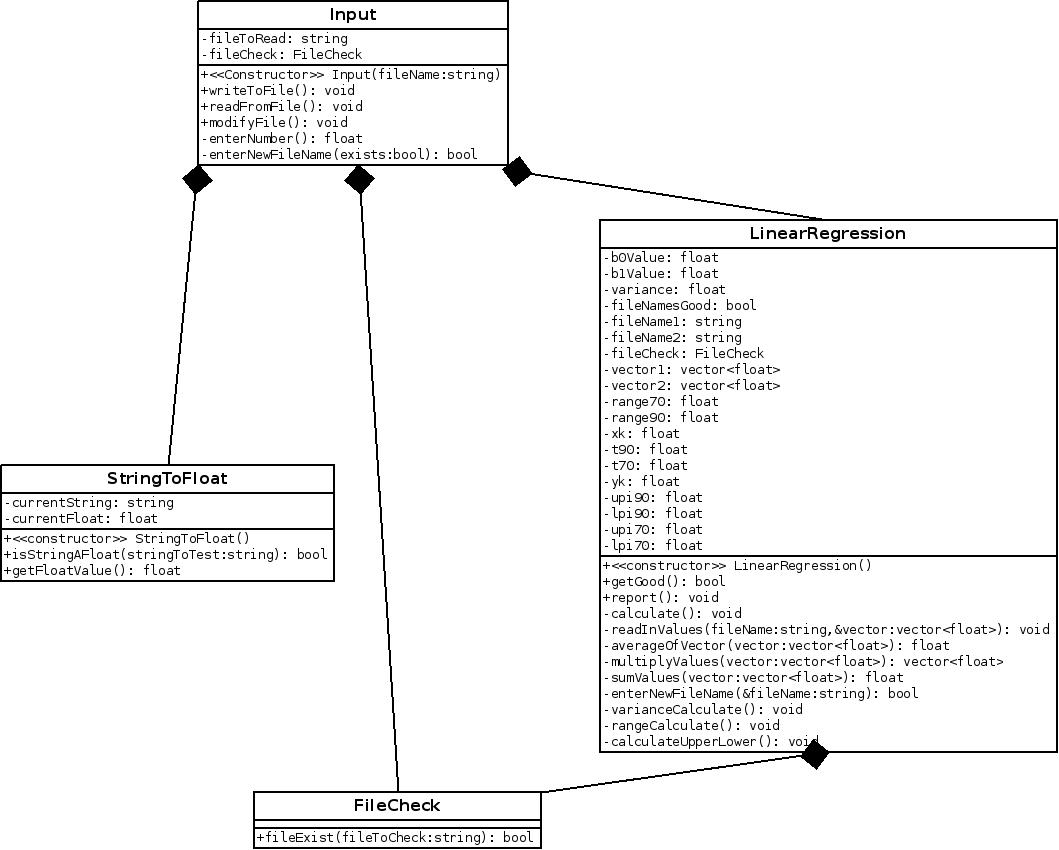 Input
-fileToRead: string
-fileCheck: FileCheck
+<<Constructor>> Input(fileName:string)
+writeToFile(): void
+readFromFile(): void
+modifyFile(): void
-enterNumber(): float
-enterNewFileName(exists:bool): bool
LinearRegression
-b0Value: float
-b1Value: float
-variance: float
-fileNamesGood: bool
-fileName1: string
-fileName2: string
-fileCheck: FileCheck
-vector1: vector<float>
-vector2: vector<float>
-range70: float
-range90: float
-xk: float
-t90: float
-t70: float
-yk: float
-upi90: float
-lpi90: float
-upi70: float
-lpi70: float
+<<constructor>> LinearRegression()
+getGood(): bool
+report(): void
-calculate(): void
-readInValues(fileName:string,&vector:vector<float>): void
-averageOfVector(vector:vector<float>): float
-multiplyValues(vector:vector<float>): vector<float>
-sumValues(vector:vector<float>): float
-enterNewFileName(&fileName:string): bool
-varianceCalculate(): void
-rangeCalculate(): void
-calculateUpperLower(): void
StringToFloat
-currentString: string
-currentFloat: float
+<<constructor>> StringToFloat()
+isStringAFloat(stringToTest:string): bool
+getFloatValue(): float
FileCheck
+fileExist(fileToCheck:string): bool